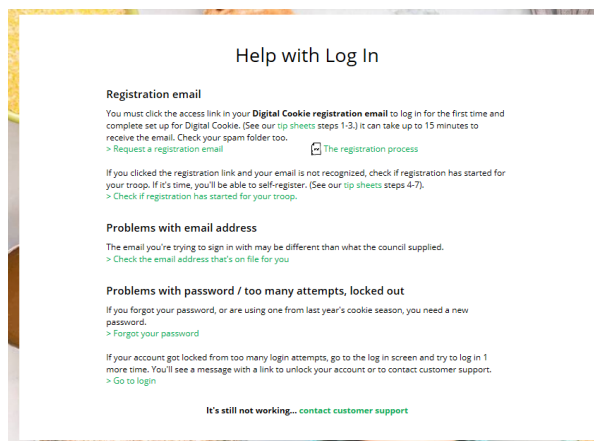 Help with Log In
Registration email
You must click the access link in your Digital Cookie registration email to log in for the first time and
complete set up for Digital Cookie. (See our tip sheets steps 1-3.) it can take up to 15 minutes to
receive the email. Check your spam folder too.
> Request a registration email The registration process
If you clicked the registration link and your email is not recognized, check if registration has started for
your troop. If it's time, you'll be able to self-register. (See our tip sheets steps 4-7).
> Check if registration has started for your troop.
Problems with email address
The email you're trying to sign in with may be different than what the council supplied.
> Check the email address that's on file for you
Problems with password / too many attempts, locked out
If you forgot your password, or are using one from last year's cookie season, you need a new
password.
> Forgot your password
If your account got locked from too many login attempts, go to the log in screen and try to log in 1
more time. You'll see a message with a link to unlock your account or to contact customer support.
> Go to login
It's still not working... contact customer support